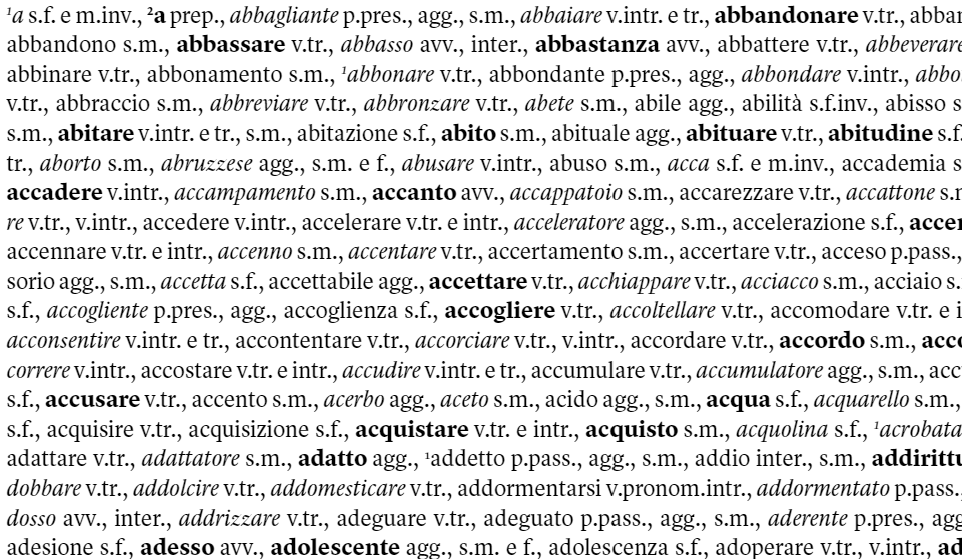 ¹a s.f. e m.inv., ²a prep., abbagliante p.pres., agg., s.m., abbaiare v.intr. e tr., abbandonare v.tr., abban
abbandono s.m., abbassare v.tr., abbasso avv., inter., abbastanza avv., abbattere v.tr., abbeverare
abbinare v.tr., abbonamento s.m., ¹abbonare v.tr., abbondante p.pres., agg., abbondare v.intr., abbo
v.tr., abbraccio s.m., abbreviare v.tr., abbronzare v.tr., abete s.m., abile agg., abilità s.f.inv., abisso s
s.m., abitare v.intr. e tr., s.m., abitazione s.f., abito s.m., abituale agg., abituare v.tr., abitudine s.f.
tr., aborto s.m., abruzzese agg., s.m. e f., abusare v.intr., abuso s.m., acca s.f. e m.inv., accademia s
accadere v.intr., accampamento s.m., accanto avv., accappatoio s.m., accarezzare v.tr., accattone s.m
re v.tr., v.intr., accedere v.intr., accelerare v.tr. e intr., acceleratore agg., s.m., accelerazione s.f., accen
accennare v.tr. e intr., accenno s.m., accentare v.tr., accertamento s.m., accertare v.tr., acceso p.pass.,
sorio agg., s.m., accetta s.f., accettabile agg., accettare v.tr., acchiappare v.tr., acciacco s.m., acciaio s.
s.f., accogliente p.pres., agg., accoglienza s.f., accogliere v.tr., accoltellare v.tr., accomodare v.tr. e i
acconsentire v.intr. e tr., accontentare v.tr., accorciare v.tr., v.intr., accordare v.tr., accordo s.m., acco
correre v.intr., accostare v.tr. e intr., accudire v.intr. e tr., accumulare v.tr., accumulatore agg., s.m., acc
s.f., accusare v.tr., accento s.m., acerbo agg., aceto s.m., acido agg., s.m., acqua s.f., acquarello s.m.,
s.f., acquisire v.tr., acquisizione s.f., acquistare v.tr. e intr., acquisto s.m., acquolina s.f., ¹acrobata
adattare v.tr., adattatore s.m., adatto agg., ¹addetto p.pass., agg., s.m., addio inter., s.m., addirittu
dobbare v.tr., addolcire v.tr., addomesticare v.tr., addormentarsi v.pronom.intr., addormentato p.pass.,
dosso avv., inter., addrizzare v.tr., adeguare v.tr., adeguato p.pass., agg., s.m., aderente p.pres., agg
adesione s.f., adesso avv., adolescente agg., s.m. e f., adolescenza s.f., adoperare v.tr., v.intr., ad